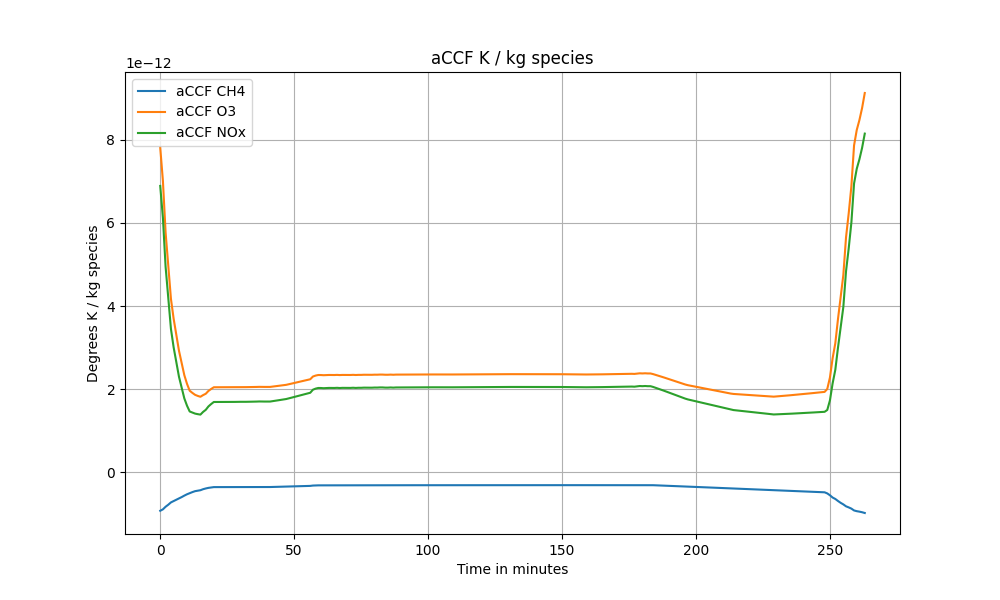 aCCF K / kg species
1e−12
aCCF CH4
aCCF O3
aCCF NOx
8
6
4
2
0
Degrees K / kg species
0 50 100 150 200 250
Time in minutes